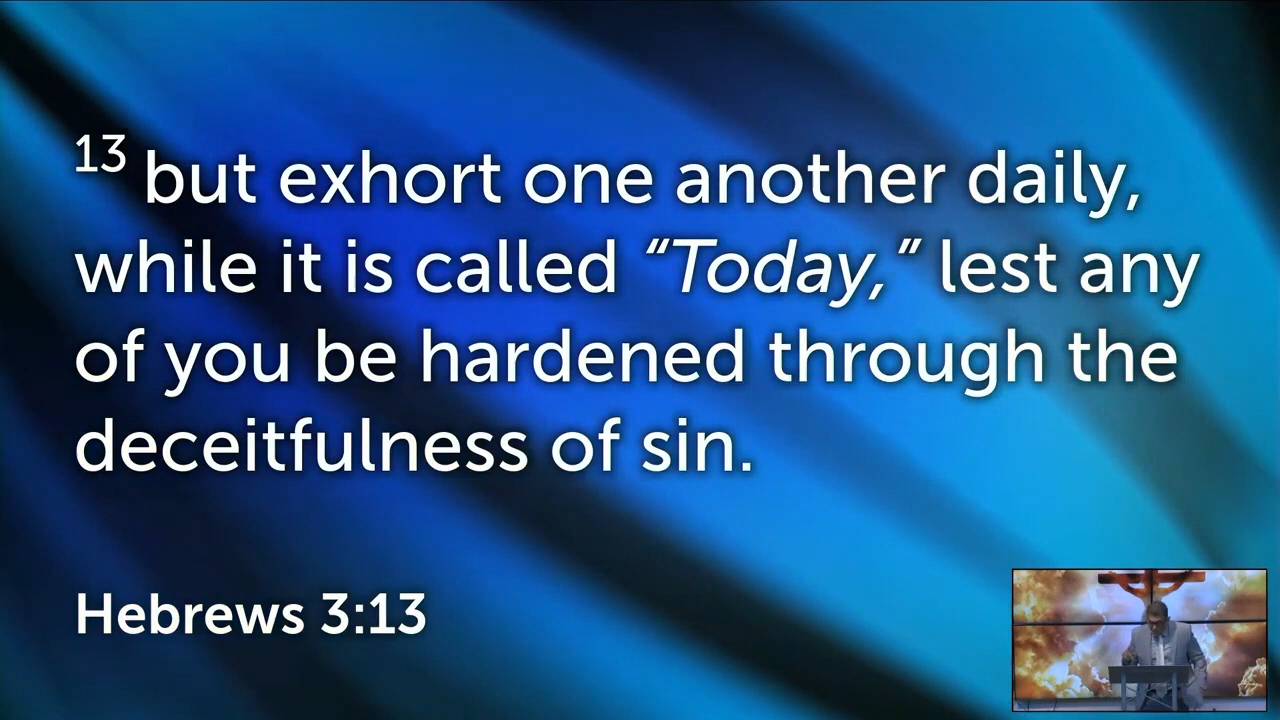 13 but exhort one another daily,
while it is called “Today,” lest any
of you be hardened through the
deceitfulness of sin.
Hebrews 3:13